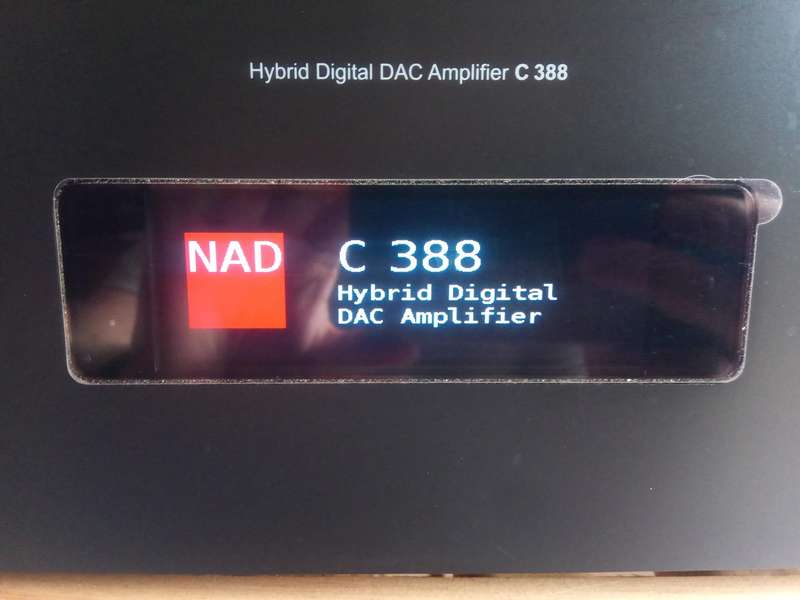 Hybrid Digital DAC Amplifier C 388
NAD
C 388
Hybrid Digital
DAC Amplifier